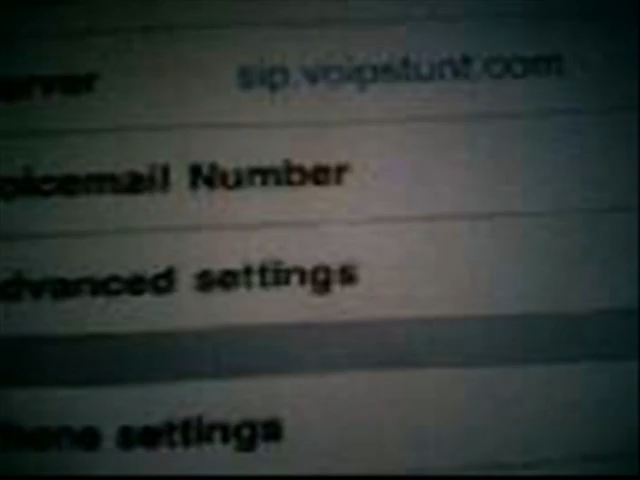 erver sip.voipstunt.com
oicemail Number
dvanced settings
hone settings